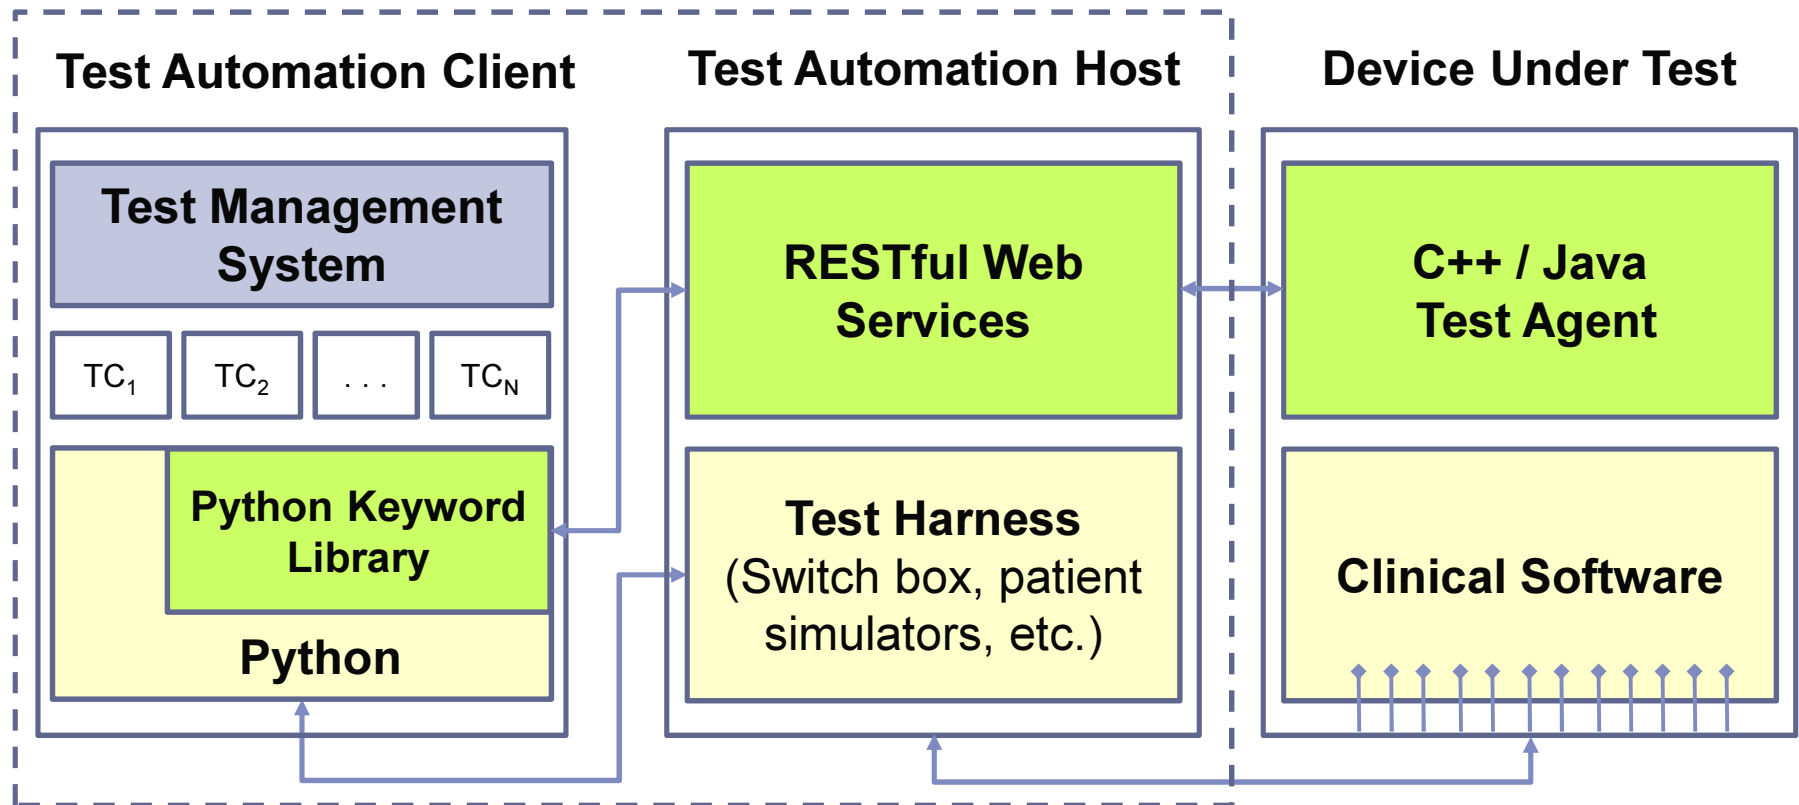 Test Automation Client
Test Automation Host
Device Under Test
Test Management
System
TC₁
TC₂
. . .
TCN
Python Keyword
Library
Python
RESTful Web
Services
Test Harness
(Switch box, patient
simulators, etc.)
C++ / Java
Test Agent
Clinical Software